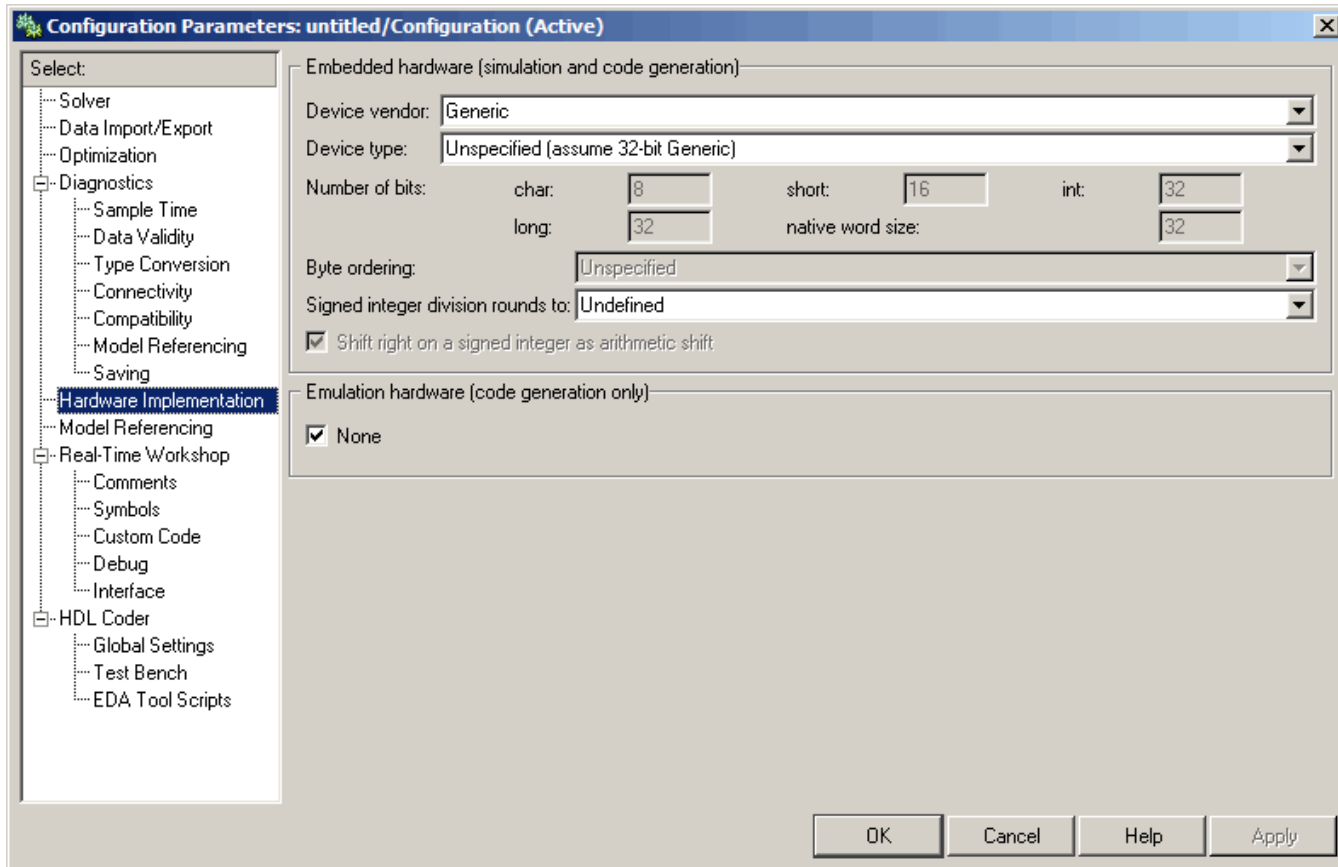 Configuration Parameters: untitled/Configuration (Active)
Select:
Solver
Data Import/Export
Optimization
Diagnostics
Sample Time
Data Validity
Type Conversion
Connectivity
Compatibility
Model Referencing
Saving
Hardware Implementation
Model Referencing
Real-Time Workshop
Comments
Symbols
Custom Code
Debug
Interface
HDL Coder
Global Settings
Test Bench
EDA Tool Scripts
Embedded hardware (simulation and code generation)
Device vendor: Generic
Device type: Unspecified (assume 32-bit Generic)
Number of bits: char: 8 short: 16 int: 32
long: 32 native word size: 32
Byte ordering: Unspecified
Signed integer division rounds to: Undefined
Shift right on a signed integer as arithmetic shift
Emulation hardware (code generation only)
None
OK Cancel Help Apply